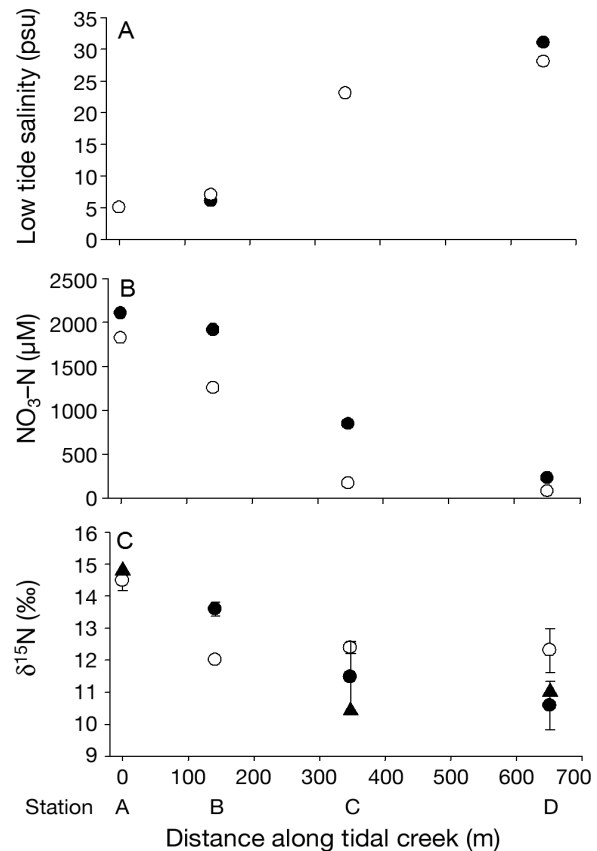 A
Low tide salinity (psu)
35
30
25
20
15
10
5
0
B
NO3–N (μM)
2500
2000
1500
1000
500
0
C
δ15N (‰)
16
15
14
13
12
11
10
9
0 100 200 300 400 500 600 700
Station A B C D
Distance along tidal creek (m)